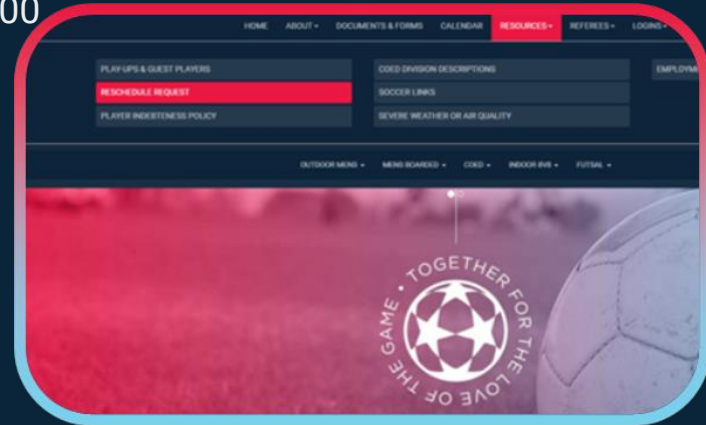 00
HOME ABOUT DOCUMENTS & FORMS CALENDAR RESOURCES REFEREES LOGINS
PLAY-UPS & GUEST PLAYERS COED DIVISION DESCRIPTIONS EMPLOYME
RESCHEDULE REQUEST SOCCER LINKS
PLAYER INDEBTENESS POLICY SEVERE WEATHER OR AIR QUALITY
OUTDOOR MENS MENS BOARDED COED INDOOR 8V8 FUTSAL
• TOGETHER FOR THE LOVE OF THE GAME